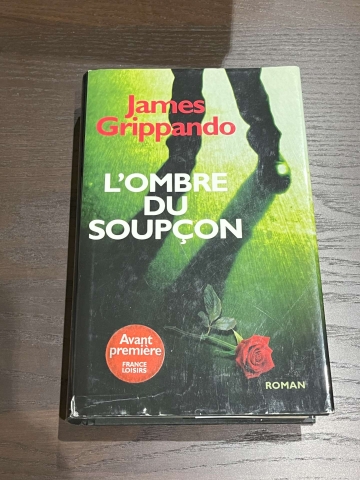 James
Grippando
L'OMBRE
DU
SOUPÇON
Avant
première
FRANCE
LOISIRS
ROMAN